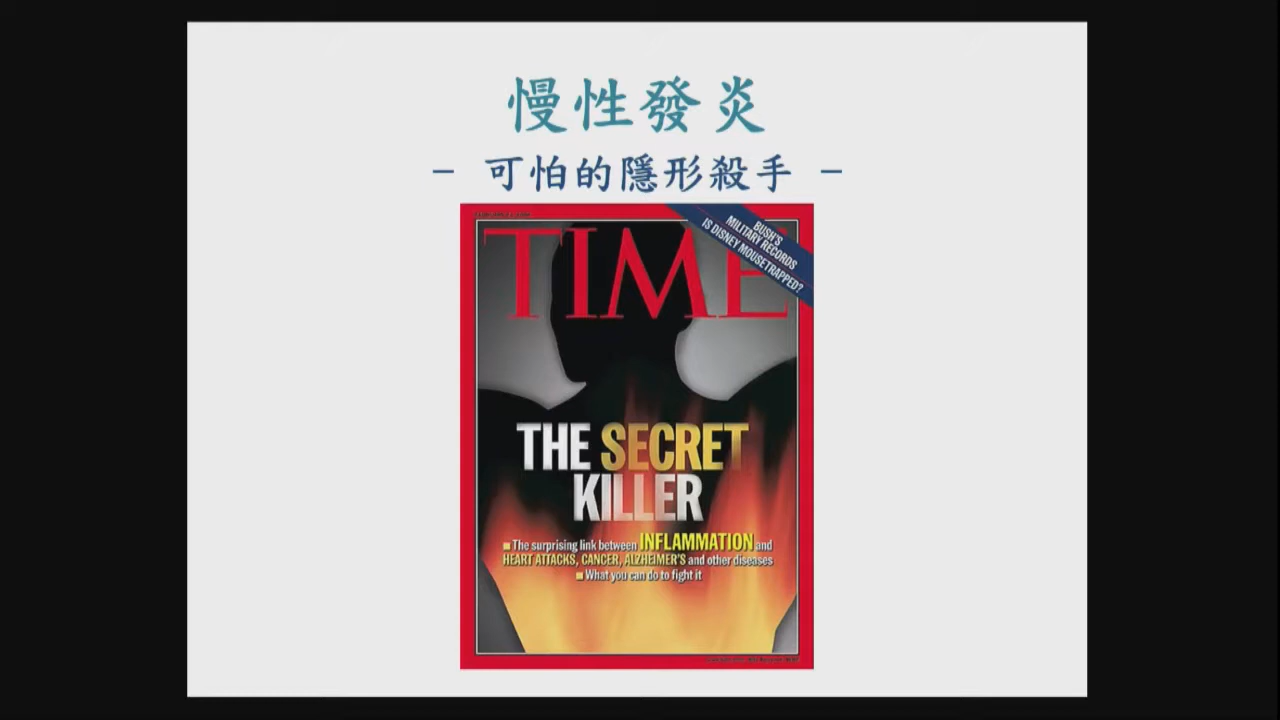 慢性發炎
- 可怕的隱形殺手 -
BUSH'S
MILITARY RECORDS
IS DISNEY MOUSETRAPPED?
TIME
THE SECRET
KILLER
The surprising link between INFLAMMATION and
HEART ATTACKS, CANCER, ALZHEIMER'S and other diseases
What you can do to fight it